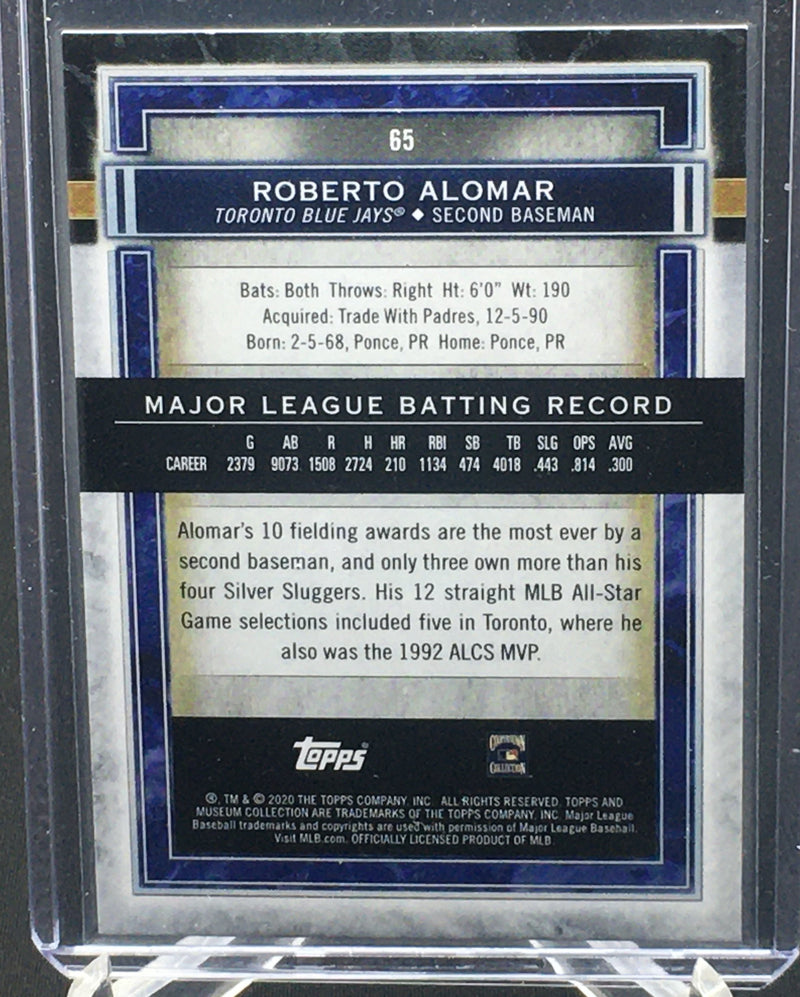 65
ROBERTO ALOMAR
TORONTO BLUE JAYS® ◆ SECOND BASEMAN
Bats: Both Throws: Right Ht: 6'0" Wt: 190
Acquired: Trade With Padres, 12-5-90
Born: 2-5-68, Ponce, PR Home: Ponce, PR
MAJOR LEAGUE BATTING RECORD
G AB R H HR RBI SB TB SLG OPS AVG
CAREER 2379 9073 1508 2724 210 1134 474 4018 .443 .814 .300
Alomar's 10 fielding awards are the most ever by a
second baseman, and only three own more than his
four Silver Sluggers. His 12 straight MLB All-Star
Game selections included five in Toronto, where he
also was the 1992 ALCS MVP.
Topps®
COOPERSTOWN
COLLECTION
®, TM & © 2020 THE TOPPS COMPANY, INC. ALL RIGHTS RESERVED. TOPPS AND
MUSEUM COLLECTION ARE TRADEMARKS OF THE TOPPS COMPANY, INC. Major League
Baseball trademarks and copyrights are used with permission of Major League Baseball.
Visit MLB.com. OFFICIALLY LICENSED PRODUCT OF MLB